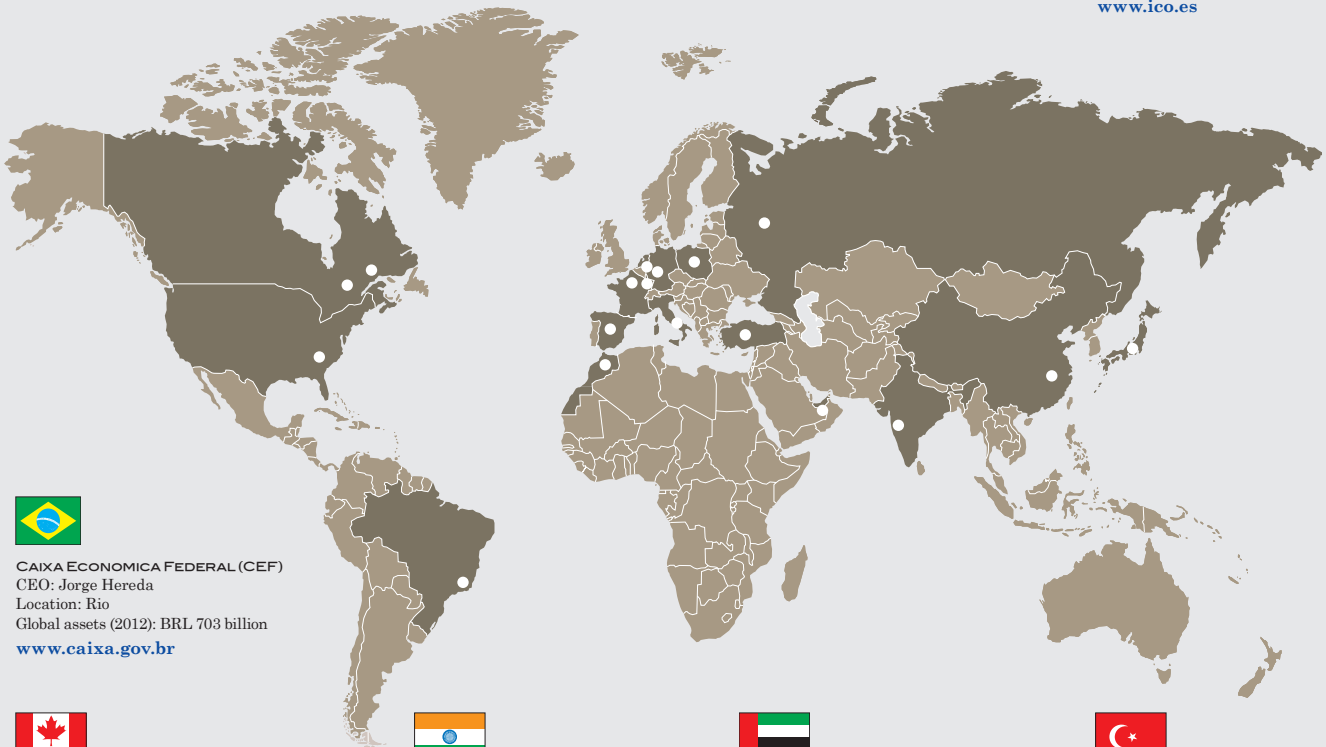 www.ico.es
CAIXA ECONOMICA FEDERAL (CEF)
CEO: Jorge Hereda
Location: Rio
Global assets (2012): BRL 703 billion
www.caixa.gov.br